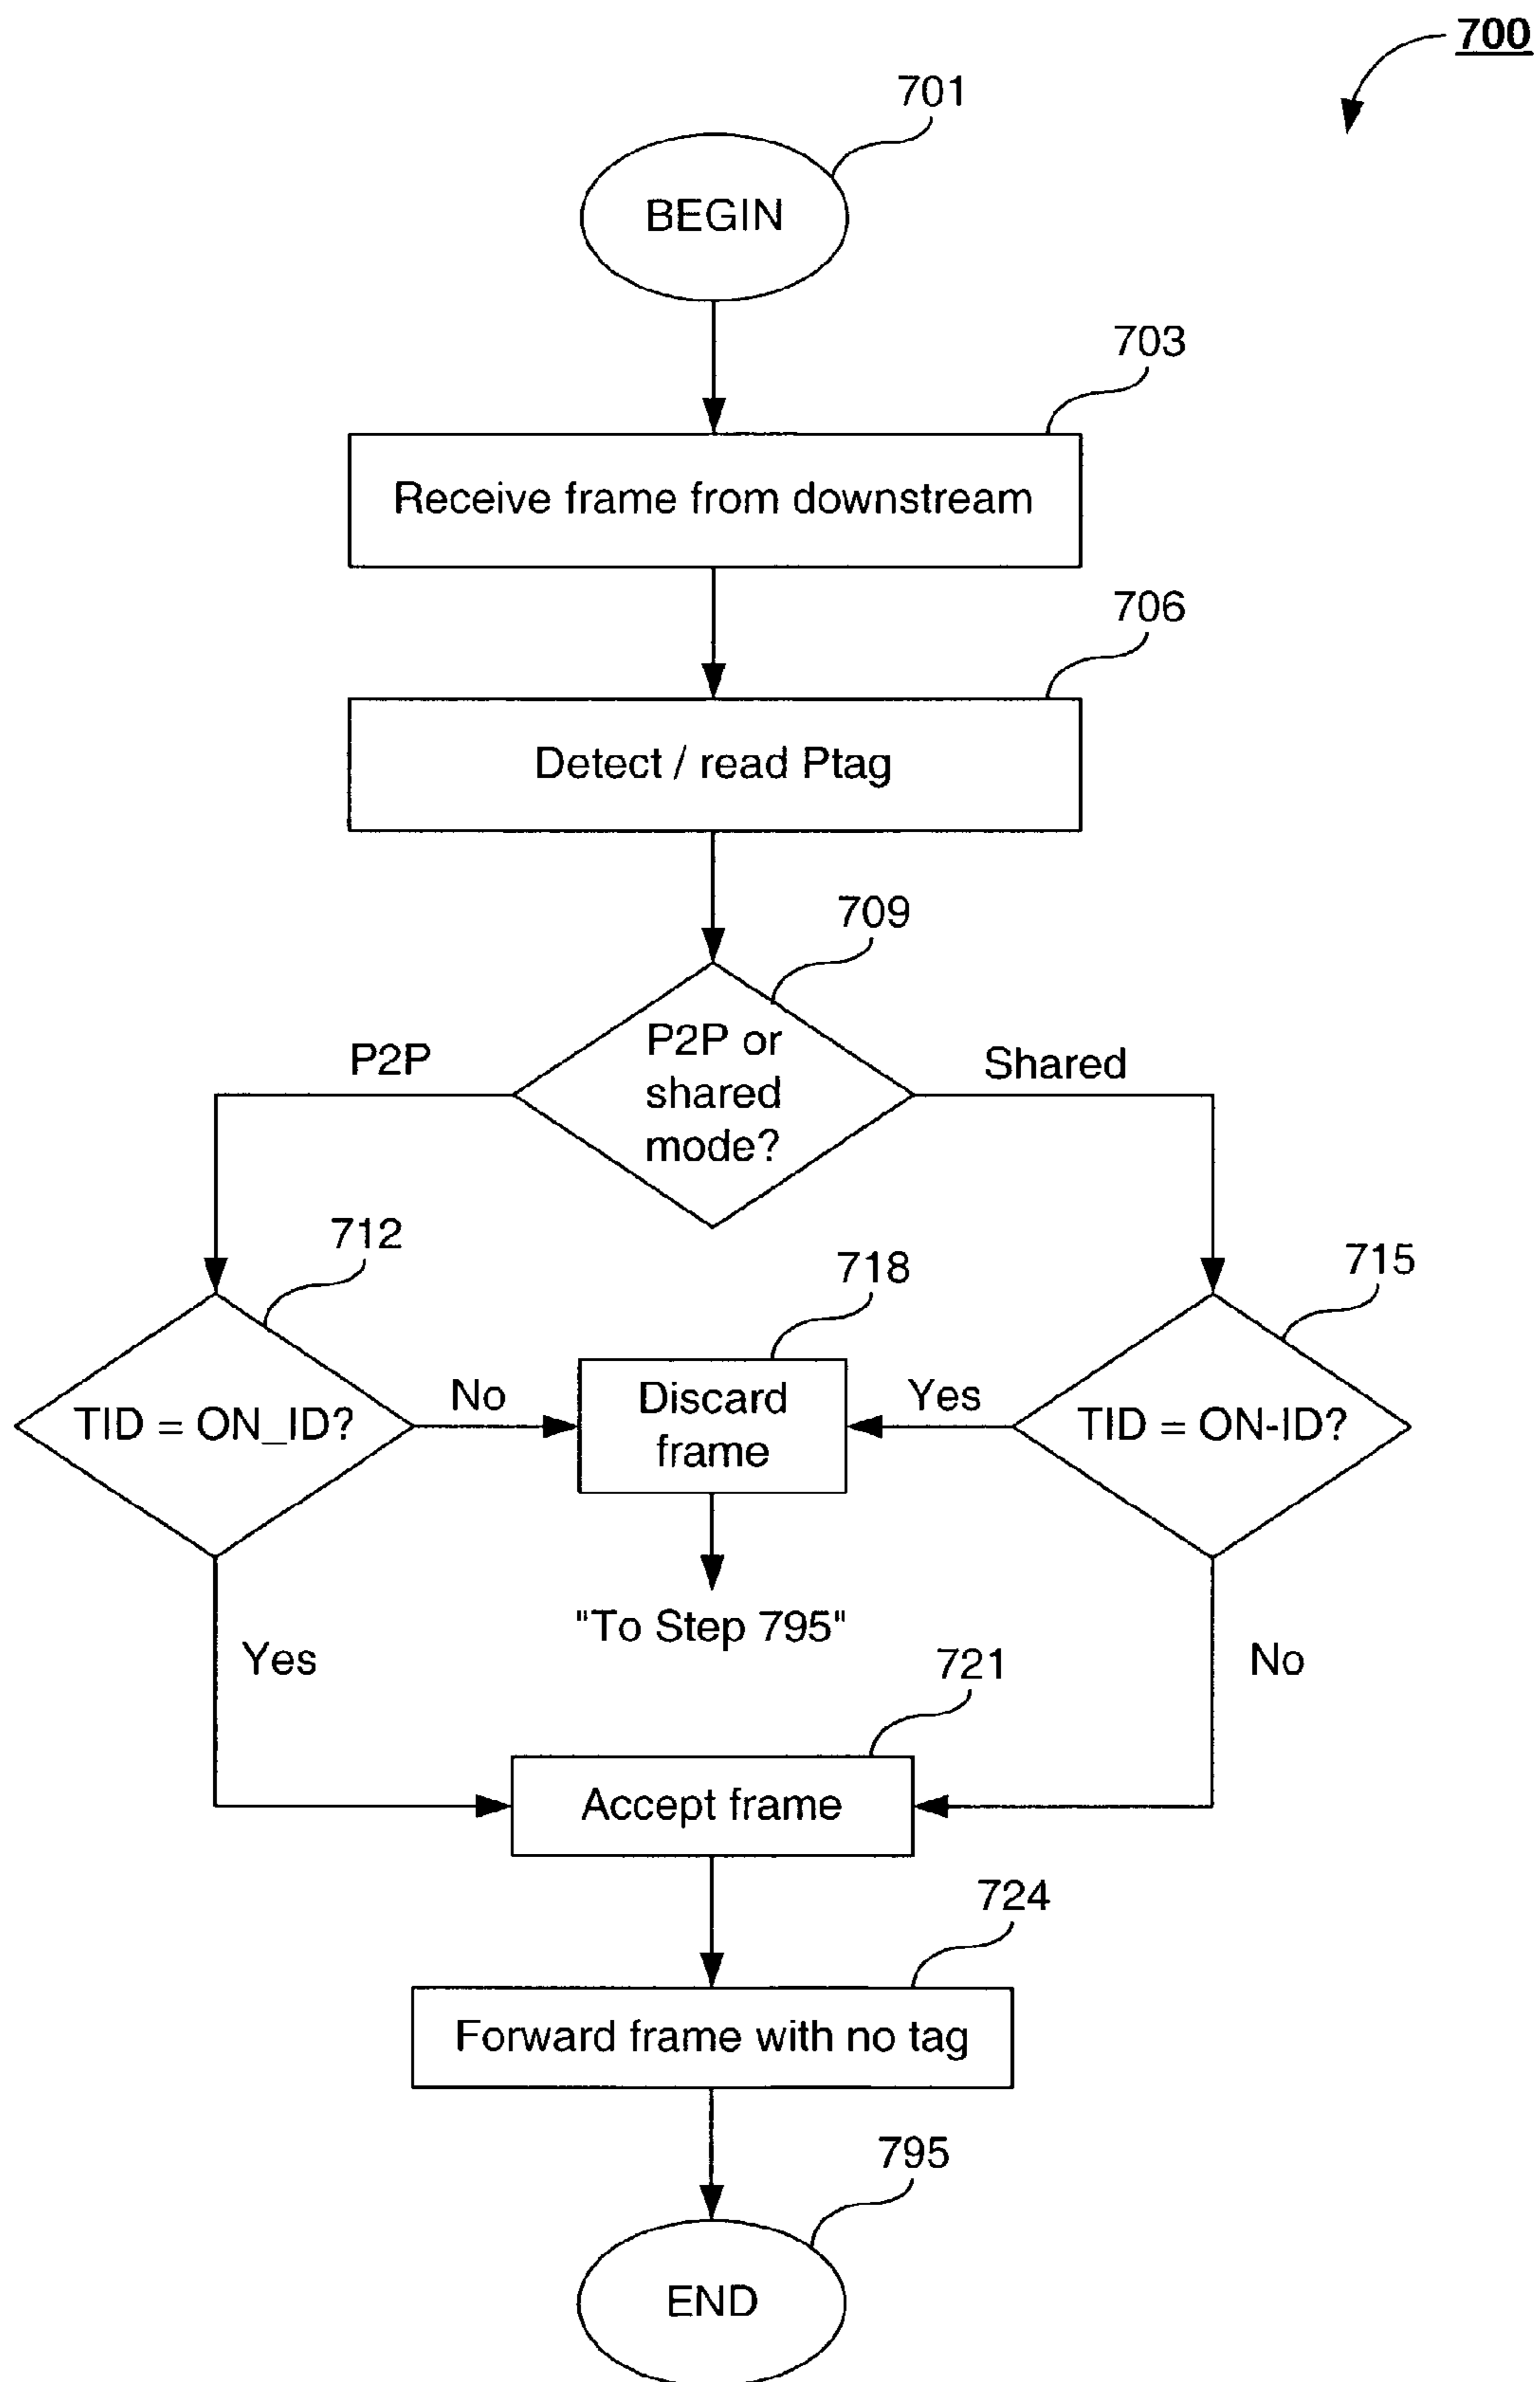 700
701
BEGIN
703
Receive frame from downstream
706
Detect / read Ptag
709
P2P or
shared
mode?
P2P
Shared
712
718
715
TID = ON_ID?
No
Discard
frame
Yes
TID = ON-ID?
"To Step 795"
Yes
No
721
Accept frame
724
Forward frame with no tag
795
END